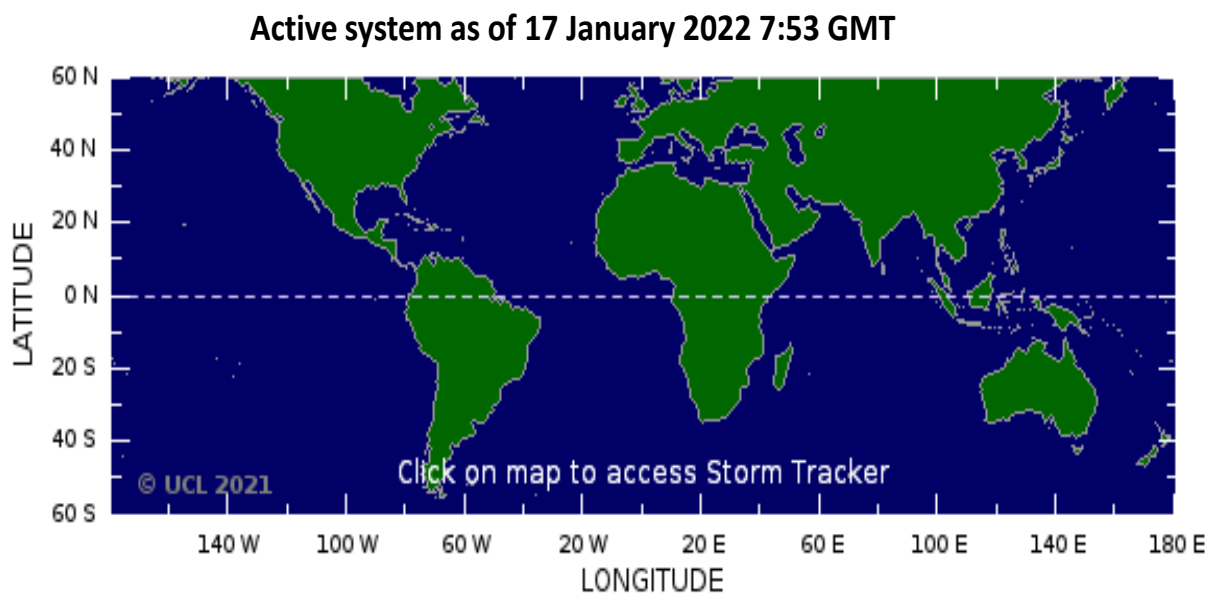 Active system as of 17 January 2022 7:53 GMT
60 N
40 N
20 N
0 N
20 S
40 S
60 S
LATITUDE
Click on map to access Storm Tracker
© UCL 2021
140 W 100 W 60 W 20 W 20 E 60 E 100 E 140 E 180 E
LONGITUDE